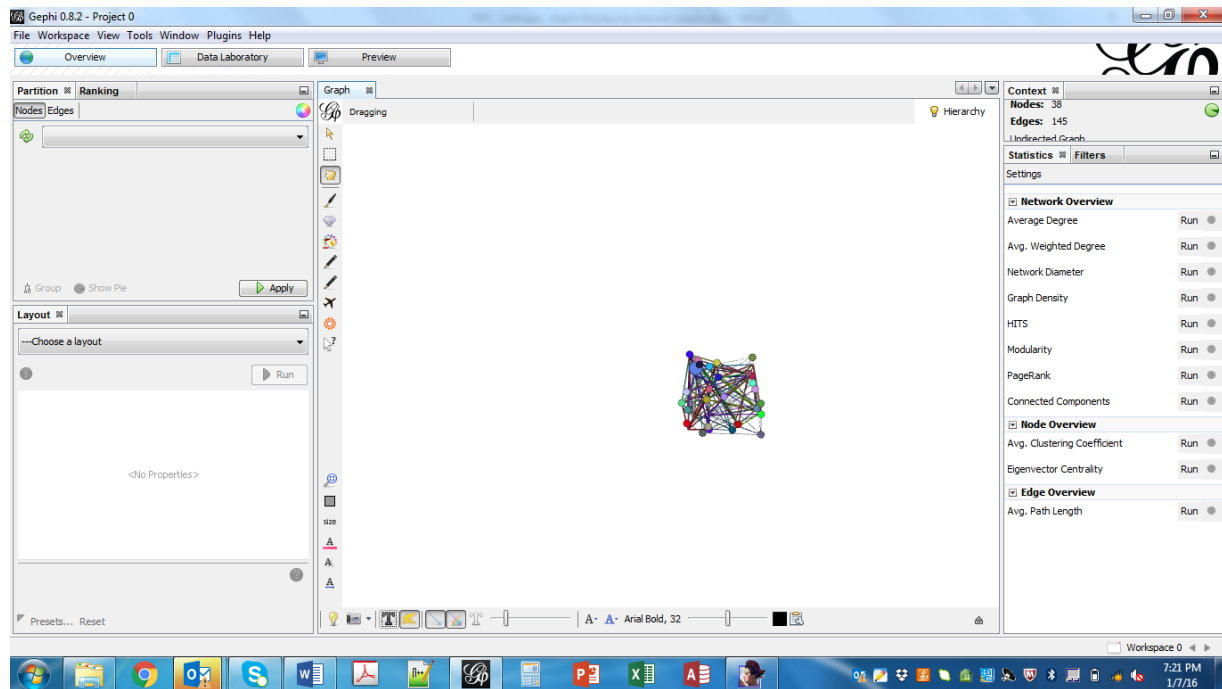 Gephi 0.8.2 - Project 0
File Workspace View Tools Window Plugins Help
Overview
Data Laboratory
Preview
Partition
Ranking
Nodes Edges
Group
Show Pie
Apply
Layout
---Choose a layout
Run
<No Properties>
Presets... Reset
Graph
Dragging
Hierarchy
size
A
A
A
T
T
A- A- Arial Bold, 32
Context
Nodes: 38
Edges: 145
Undirected Graph
Statistics
Filters
Settings
Network Overview
Average Degree Run
Avg. Weighted Degree Run
Network Diameter Run
Graph Density Run
HITS Run
Modularity Run
PageRank Run
Connected Components Run
Node Overview
Avg. Clustering Coefficient Run
Eigenvector Centrality Run
Edge Overview
Avg. Path Length Run
Workspace 0
7:21 PM
1/7/16